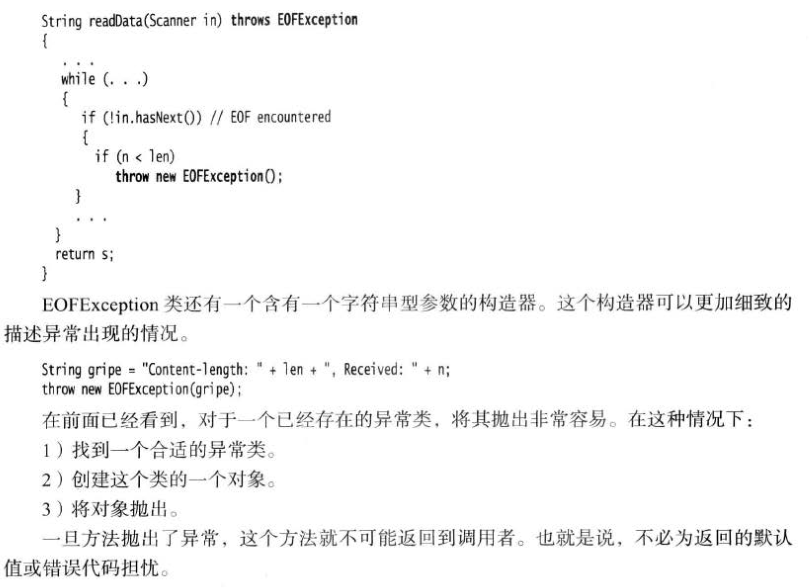 String readData(Scanner in) throws EOFException
{
. . .
while (. . .)
{
if (!in.hasNext()) // EOF encountered
{
if (n < len)
throw new EOFException();
}
. . .
}
return s;
}
EOFException 类还有一个含有一个字符串型参数的构造器。这个构造器可以更加细致的
描述异常出现的情况。
String gripe = "Content-length: " + len + ", Received: " + n;
throw new EOFException(gripe);
在前面已经看到，对于一个已经存在的异常类，将其抛出非常容易。在这种情况下：
1）找到一个合适的异常类。
2）创建这个类的一个对象。
3）将对象抛出。
一旦方法抛出了异常，这个方法就不可能返回到调用者。也就是说，不必为返回的默认
值或错误代码担忧。